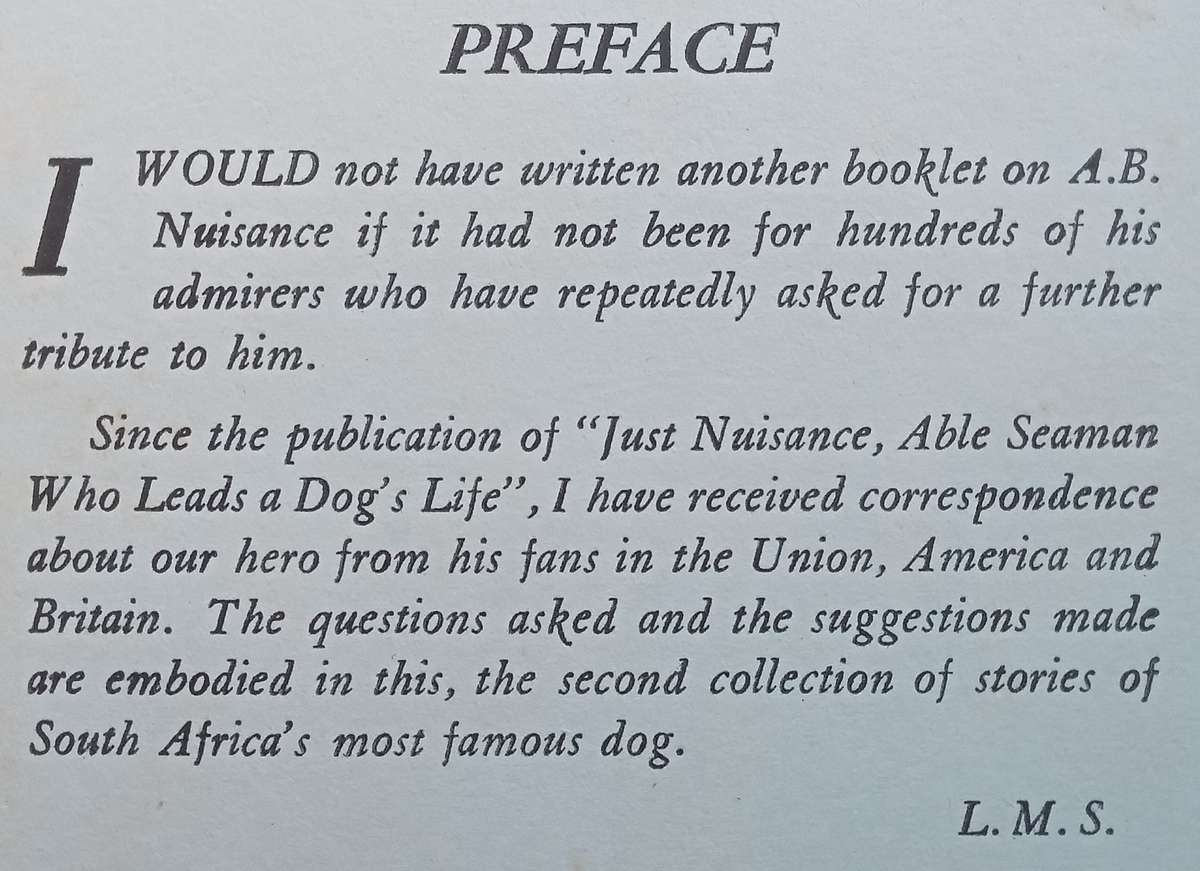 PREFACE
I WOULD not have written another booklet on A.B.
Nuisance if it had not been for hundreds of his
admirers who have repeatedly asked for a further
tribute to him.
Since the publication of “Just Nuisance, Able Seaman
Who Leads a Dog’s Life”, I have received correspondence
about our hero from his fans in the Union, America and
Britain. The questions asked and the suggestions made
are embodied in this, the second collection of stories of
South Africa’s most famous dog.
L. M. S.